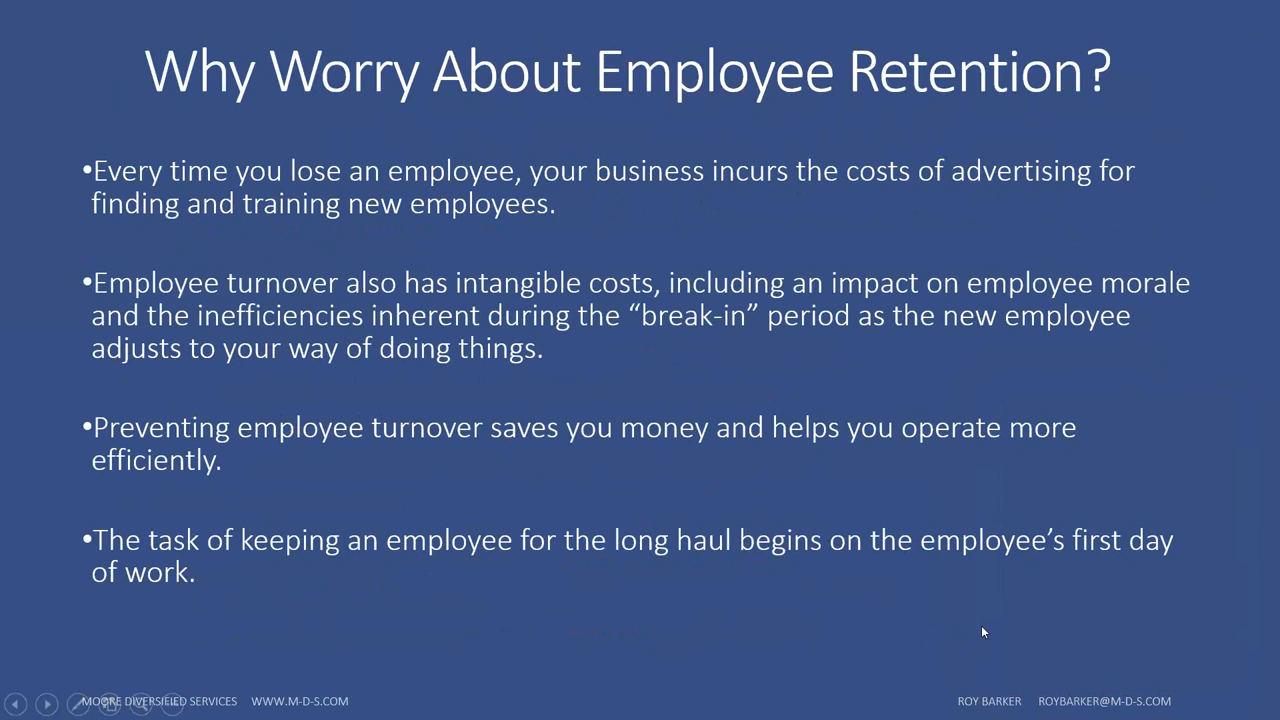 Why Worry About Employee Retention?
•Every time you lose an employee, your business incurs the costs of advertising for
finding and training new employees.
•Employee turnover also has intangible costs, including an impact on employee morale
and the inefficiencies inherent during the “break-in” period as the new employee
adjusts to your way of doing things.
•Preventing employee turnover saves you money and helps you operate more
efficiently.
•The task of keeping an employee for the long haul begins on the employee’s first day
of work.
MOORE DIVERSIFIED SERVICES WWW.M-D-S.COM
ROY BARKER ROYBARKER@M-D-S.COM